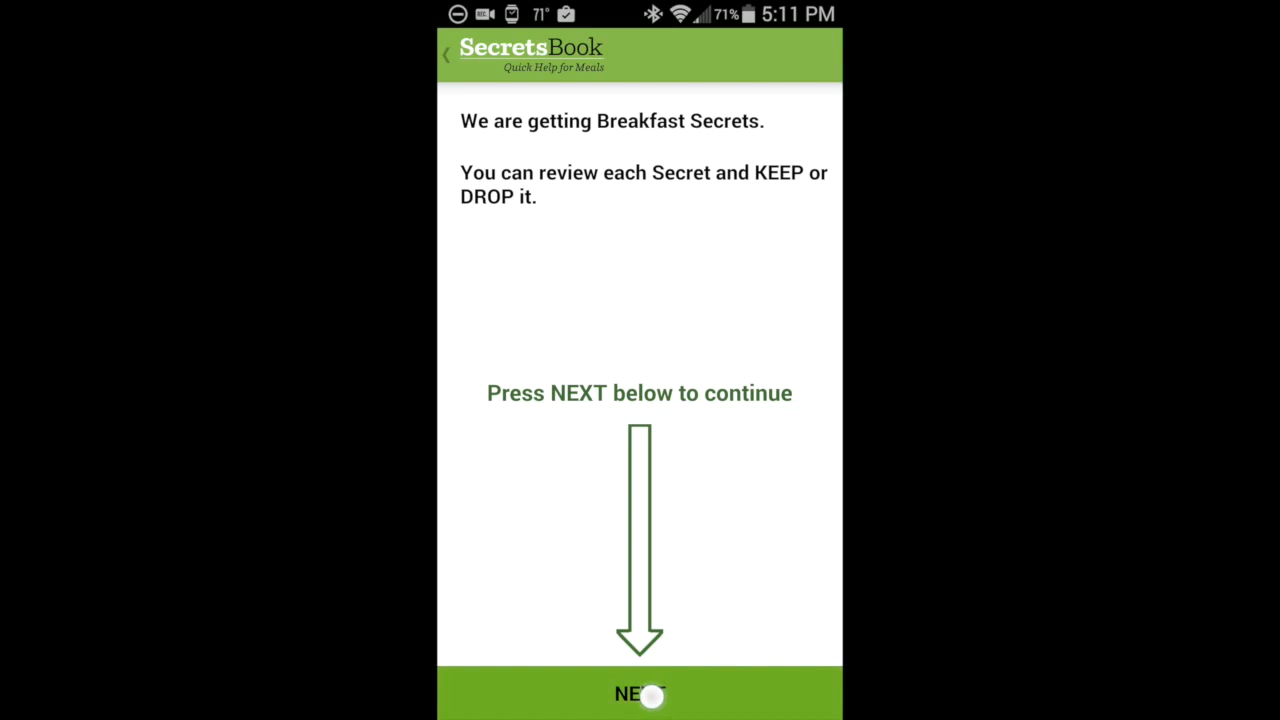 71° 71% 5:11 PM
SecretsBook
Quick Help for Meals
We are getting Breakfast Secrets.
You can review each Secret and KEEP or
DROP it.
Press NEXT below to continue